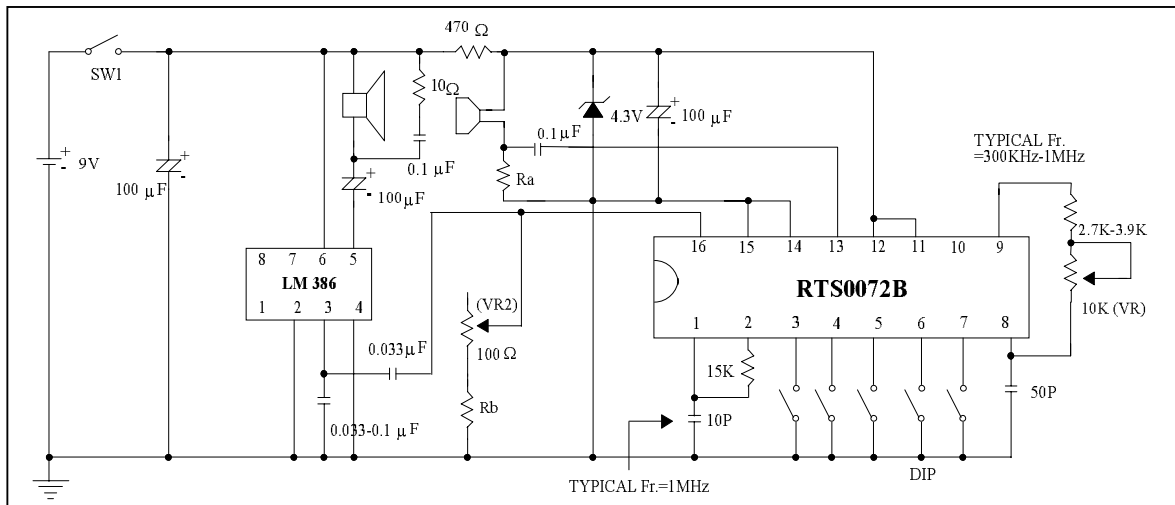 470 Ω
SW1
10Ω
+
9V
-
+
-
100 μF
0.1 μF
+
-
100μF
4.3V
+
-
100 μF
0.1μF
Ra
TYPICAL Fr.
=300KHz-1MHz
2.7K-3.9K
10K (VR)
16 15 14 13 12 11 10 9
RTS0072B
1 2 3 4 5 6 7 8
8 7 6 5
LM 386
1 2 3 4
(VR2)
100 Ω
0.033μF
Rb
0.033-0.1 μF
15K
10P
50P
DIP
TYPICAL Fr.=1MHz